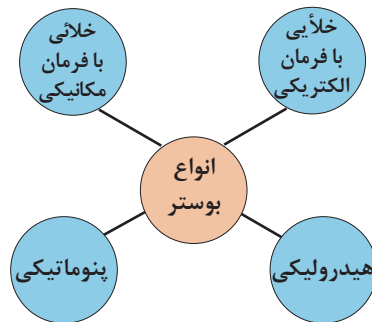 خلأیی
با فرمان
الکتریکی
خلائی
با فرمان
مکانیکی
انواع
بوستر
هیدرولیکی
پنوماتیکی